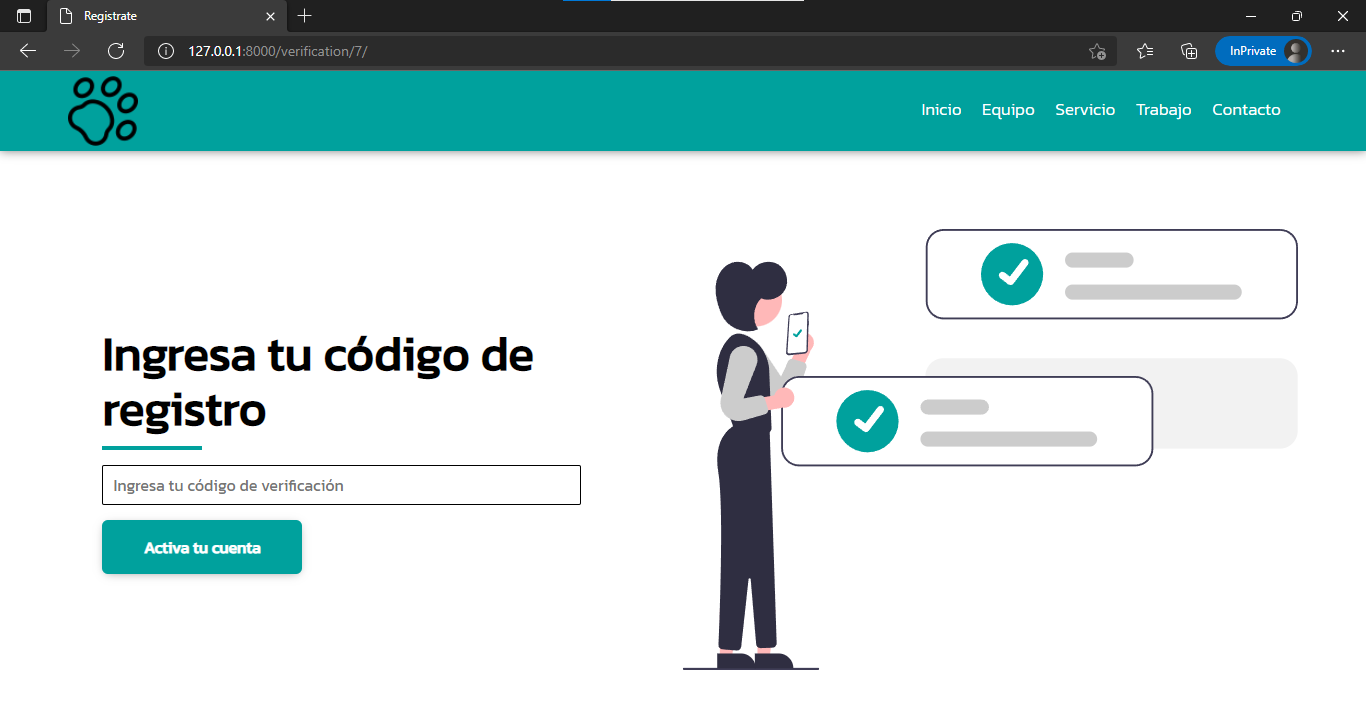 Registrate
127.0.0.1:8000/verification/7/
InPrivate
Inicio Equipo Servicio Trabajo Contacto
Ingresa tu código de
registro
Ingresa tu código de verificación
Activa tu cuenta